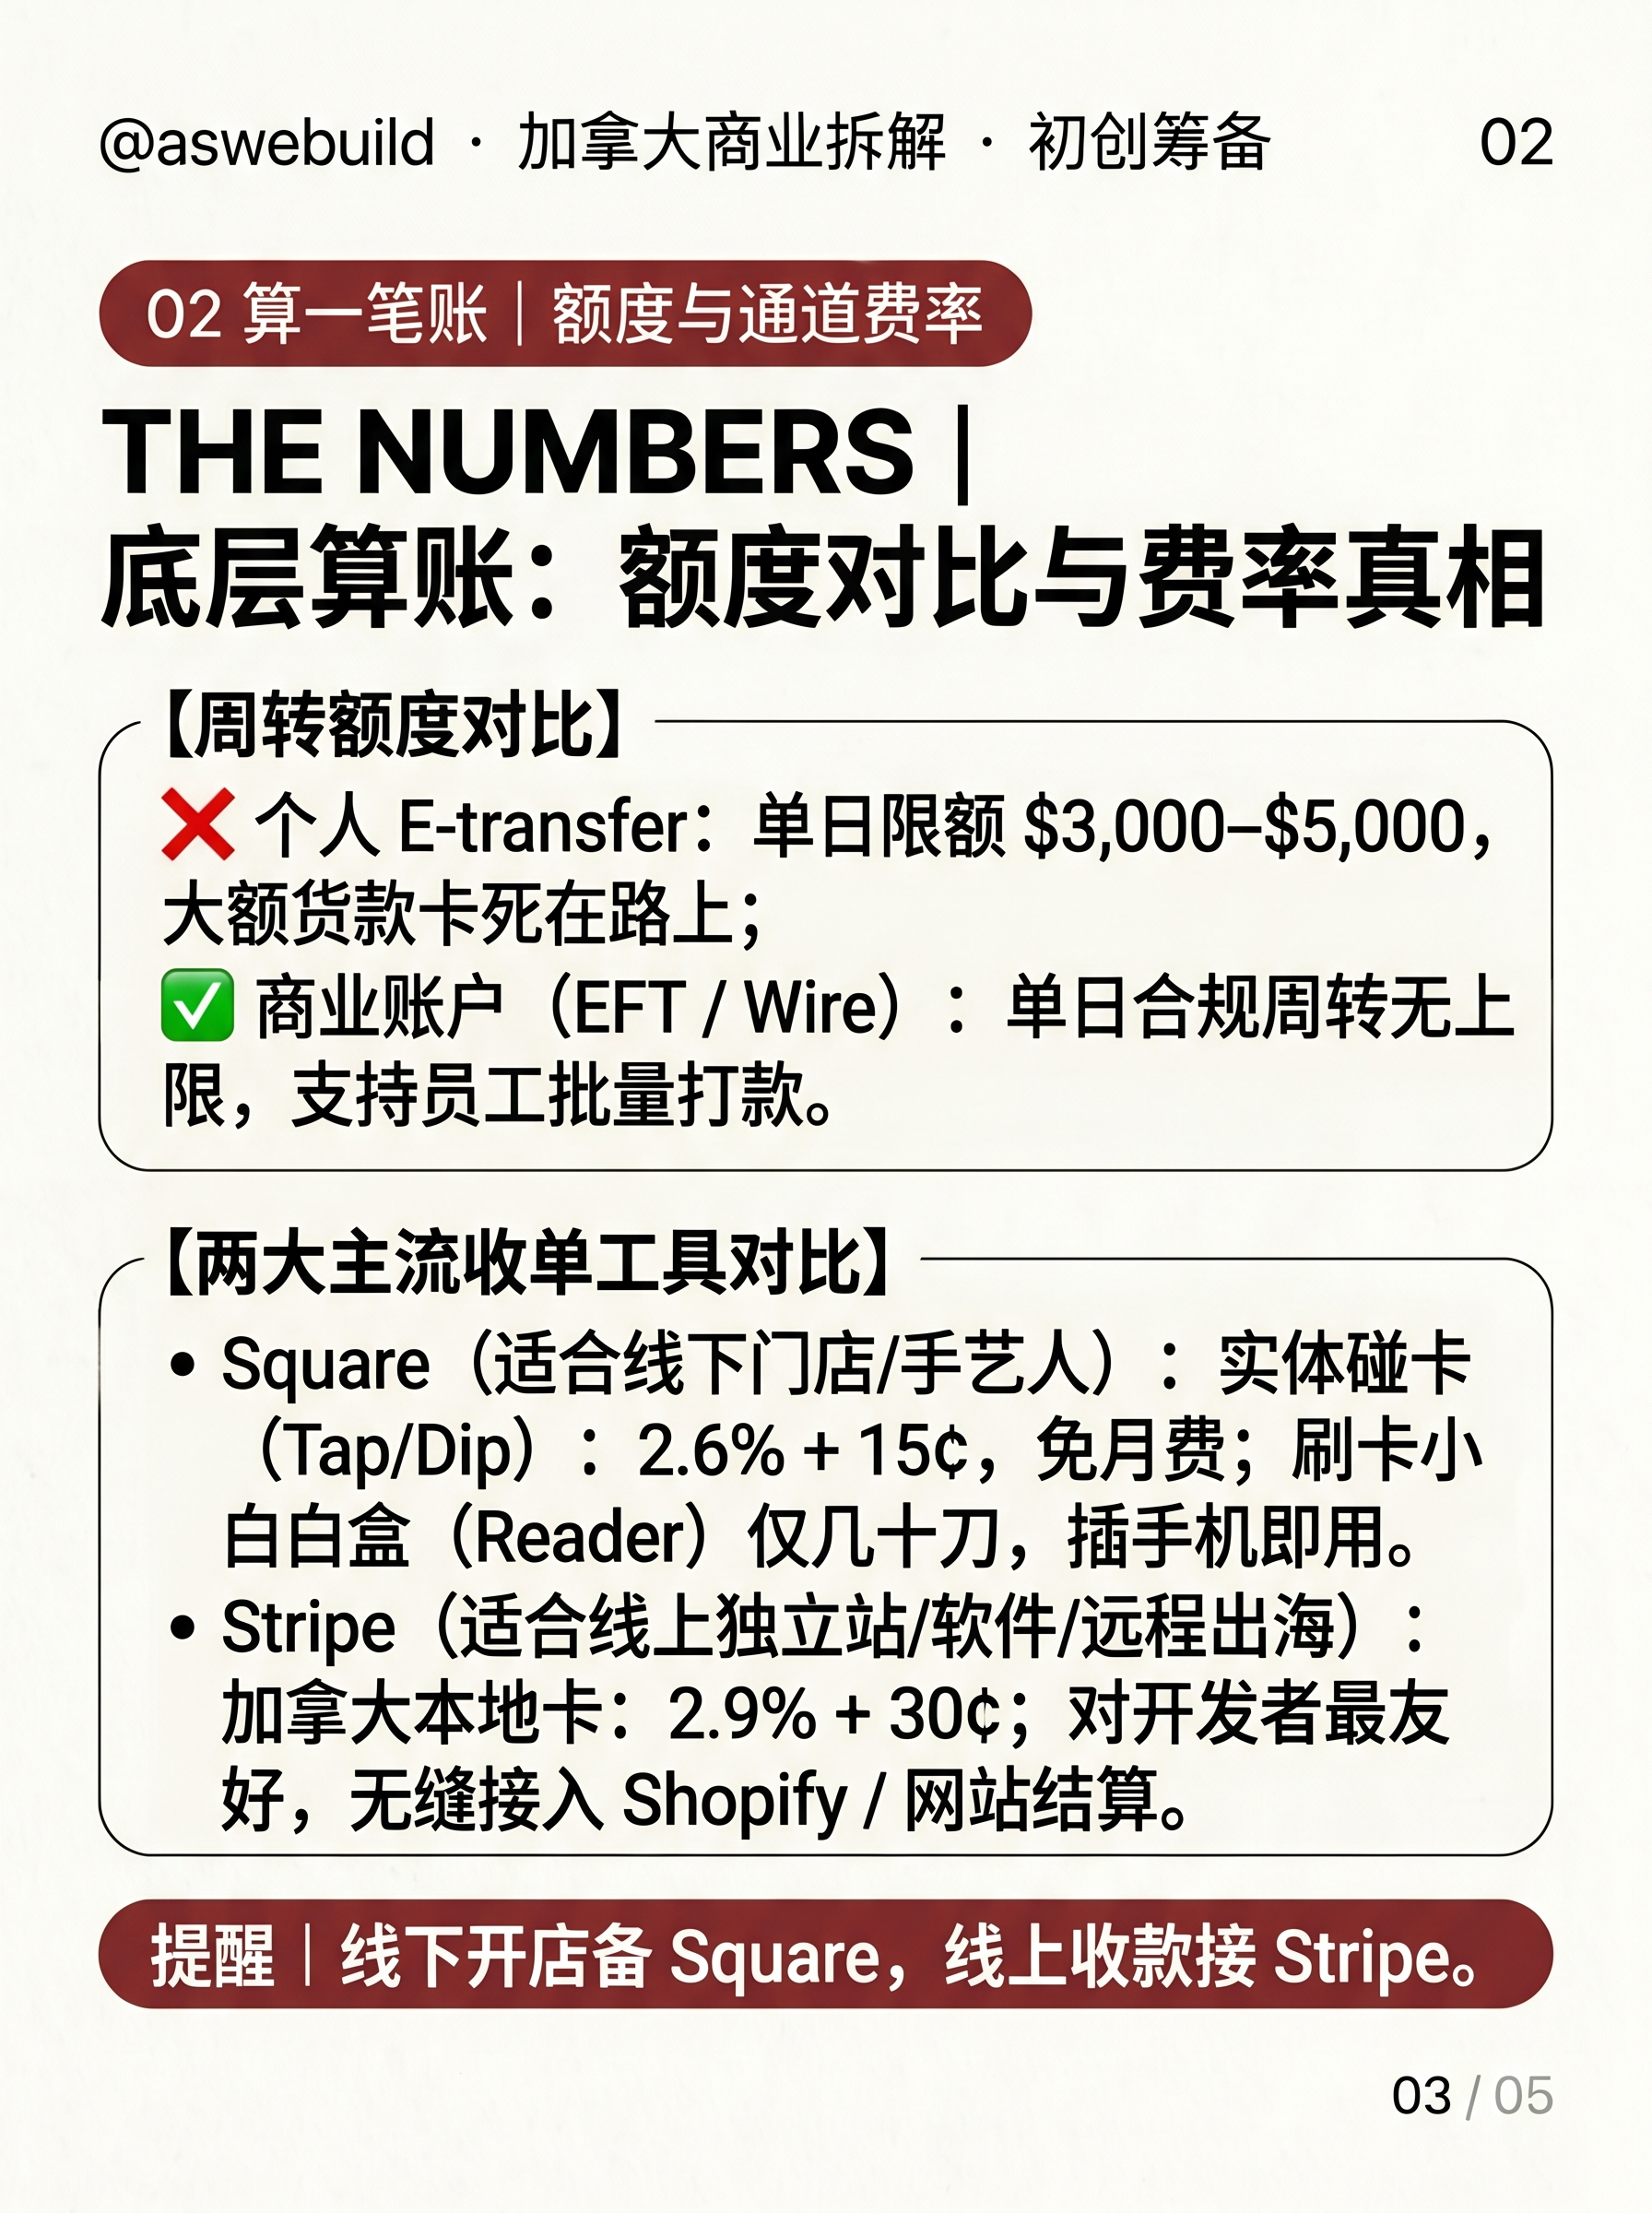 @aswebuild · 加拿大商业拆解 · 初创筹备 02
02 算一笔账｜额度与通道费率
THE NUMBERS｜
底层算账：额度对比与费率真相
【周转额度对比】
❌ 个人 E-transfer：单日限额 $3,000–$5,000，
大额货款卡死在路上；
✅ 商业账户（EFT / Wire）：单日合规周转无上
限，支持员工批量打款。
【两大主流收单工具对比】
• Square（适合线下门店/手艺人）：实体碰卡
（Tap/Dip）：2.6% + 15¢，免月费；刷卡小
白白盒（Reader）仅几十刀，插手机即用。
• Stripe（适合线上独立站/软件/远程出海）：
加拿大本地卡：2.9% + 30¢；对开发者最友
好，无缝接入 Shopify / 网站结算。
提醒｜线下开店备 Square，线上收款接 Stripe。
03 / 05